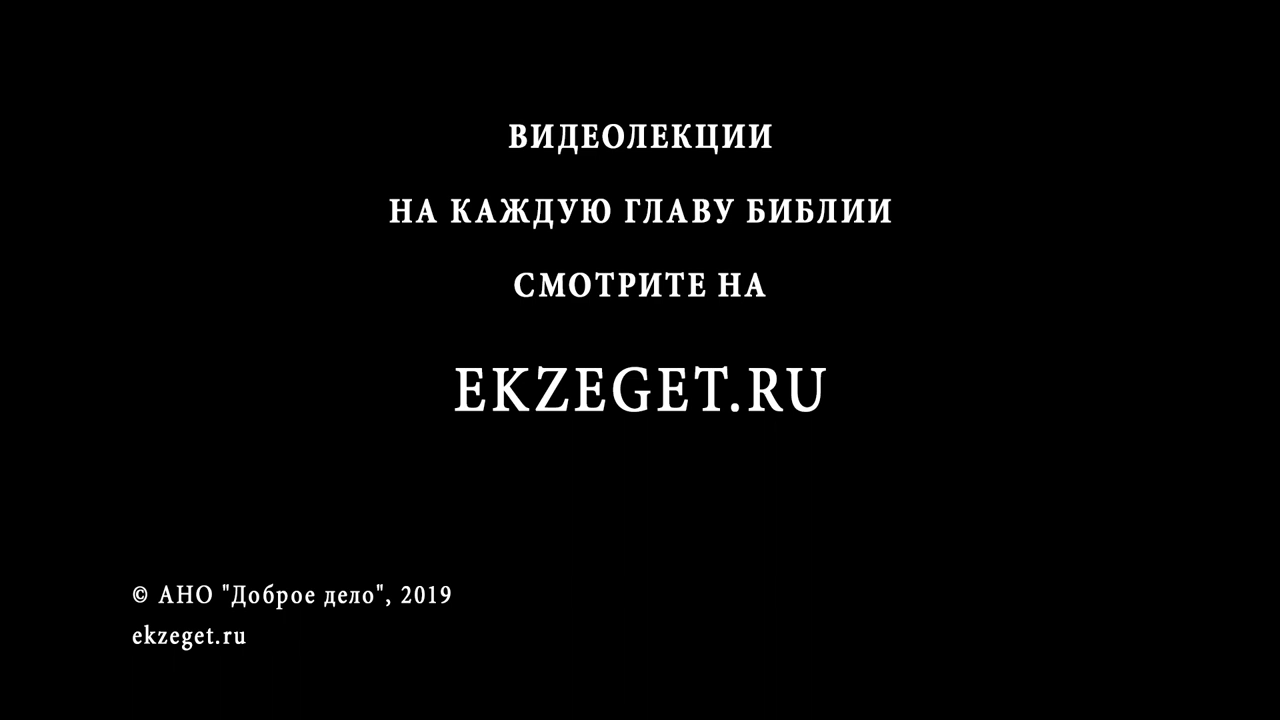 ВИДЕОЛЕКЦИИ
НА КАЖДУЮ ГЛАВУ БИБЛИИ
СМОТРИТЕ НА
EKZEGET.RU
© АНО "Доброе дело", 2019
ekzeget.ru